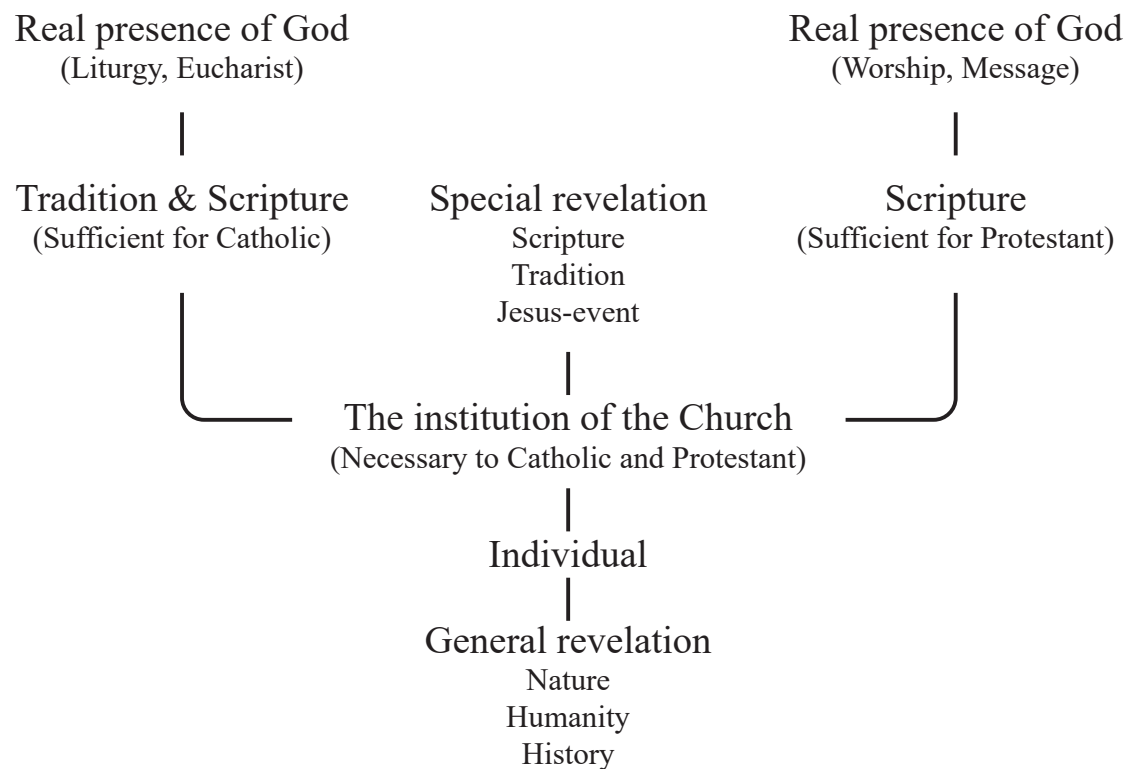 Real presence of God
(Liturgy, Eucharist)
Real presence of God
(Worship, Message)
Tradition & Scripture
(Sufficient for Catholic)
Special revelation
Scripture
Tradition
Jesus-event
Scripture
(Sufficient for Protestant)
The institution of the Church
(Necessary to Catholic and Protestant)
Individual
General revelation
Nature
Humanity
History